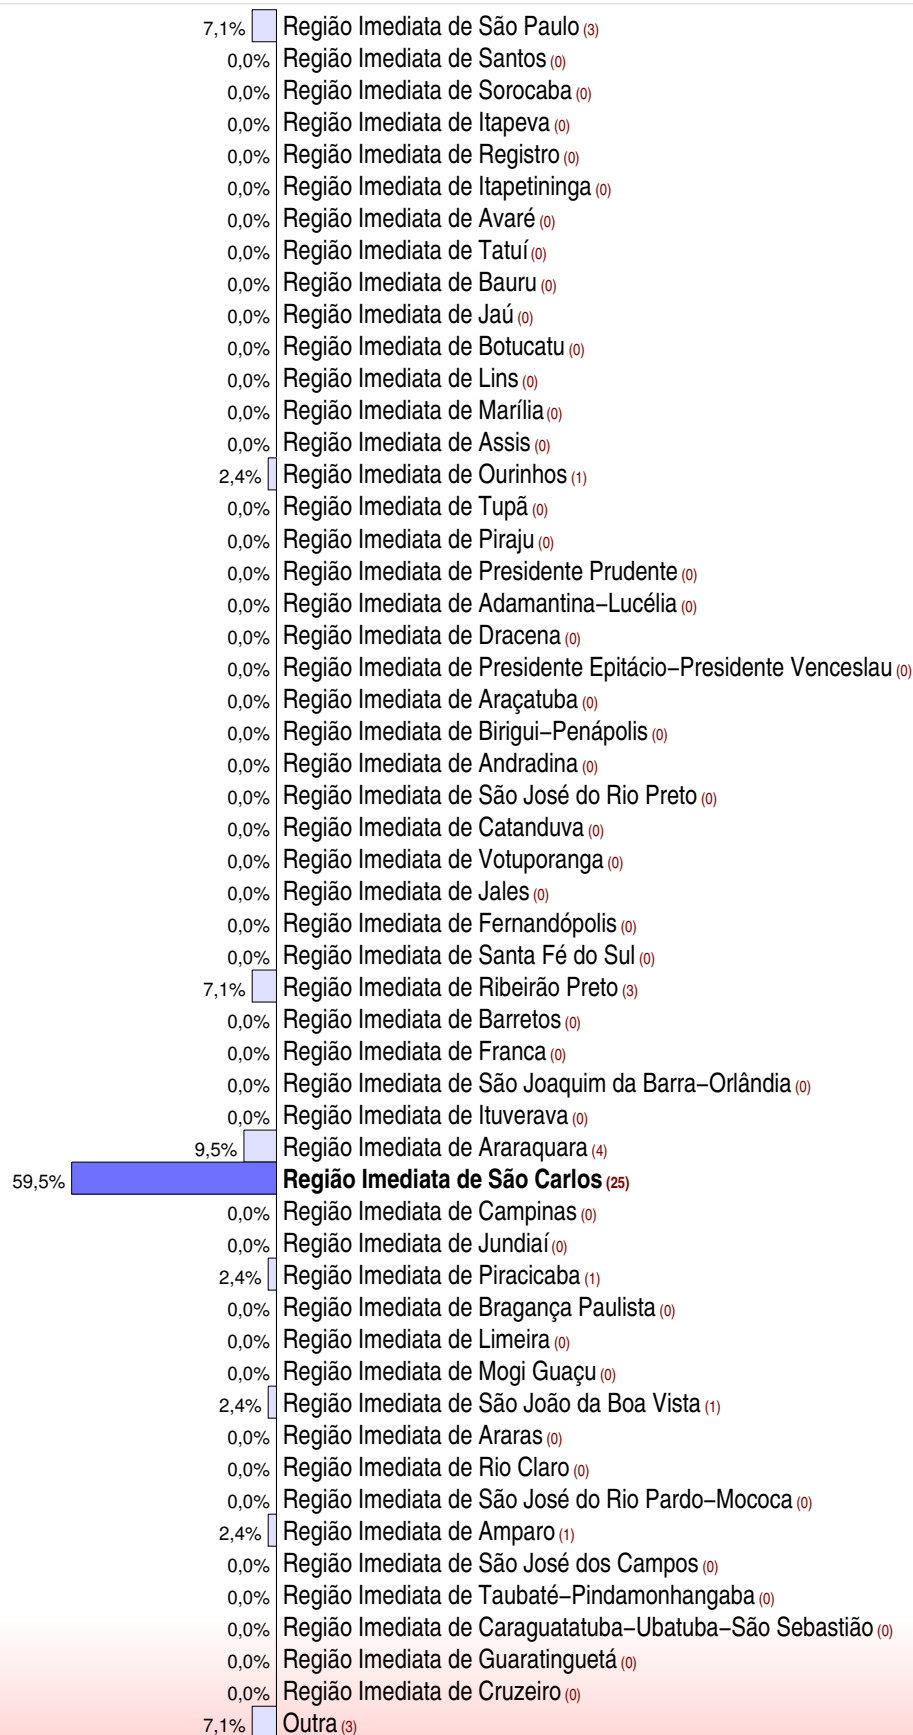 7,1% Região Imediata de São Paulo (3)
0,0% Região Imediata de Santos (0)
0,0% Região Imediata de Sorocaba (0)
0,0% Região Imediata de Itapeva (0)
0,0% Região Imediata de Registro (0)
0,0% Região Imediata de Itapetininga (0)
0,0% Região Imediata de Avaré (0)
0,0% Região Imediata de Tatuí (0)
0,0% Região Imediata de Bauru (0)
0,0% Região Imediata de Jaú (0)
0,0% Região Imediata de Botucatu (0)
0,0% Região Imediata de Lins (0)
0,0% Região Imediata de Marília (0)
0,0% Região Imediata de Assis (0)
2,4% Região Imediata de Ourinhos (1)
0,0% Região Imediata de Tupã (0)
0,0% Região Imediata de Piraju (0)
0,0% Região Imediata de Presidente Prudente (0)
0,0% Região Imediata de Adamantina−Lucélia (0)
0,0% Região Imediata de Dracena (0)
0,0% Região Imediata de Presidente Epitácio−Presidente Venceslau (0)
0,0% Região Imediata de Araçatuba (0)
0,0% Região Imediata de Birigui−Penápolis (0)
0,0% Região Imediata de Andradina (0)
0,0% Região Imediata de São José do Rio Preto (0)
0,0% Região Imediata de Catanduva (0)
0,0% Região Imediata de Votuporanga (0)
0,0% Região Imediata de Jales (0)
0,0% Região Imediata de Fernandópolis (0)
0,0% Região Imediata de Santa Fé do Sul (0)
7,1% Região Imediata de Ribeirão Preto (3)
0,0% Região Imediata de Barretos (0)
0,0% Região Imediata de Franca (0)
0,0% Região Imediata de São Joaquim da Barra−Orlândia (0)
0,0% Região Imediata de Ituverava (0)
9,5% Região Imediata de Araraquara (4)
59,5% Região Imediata de São Carlos (25)
0,0% Região Imediata de Campinas (0)
0,0% Região Imediata de Jundiaí (0)
2,4% Região Imediata de Piracicaba (1)
0,0% Região Imediata de Bragança Paulista (0)
0,0% Região Imediata de Limeira (0)
0,0% Região Imediata de Mogi Guaçu (0)
2,4% Região Imediata de São João da Boa Vista (1)
0,0% Região Imediata de Araras (0)
0,0% Região Imediata de Rio Claro (0)
0,0% Região Imediata de São José do Rio Pardo−Mococa (0)
2,4% Região Imediata de Amparo (1)
0,0% Região Imediata de São José dos Campos (0)
0,0% Região Imediata de Taubaté−Pindamonhangaba (0)
0,0% Região Imediata de Caraguatatuba−Ubatuba−São Sebastião (0)
0,0% Região Imediata de Guaratinguetá (0)
0,0% Região Imediata de Cruzeiro (0)
7,1% Outra (3)